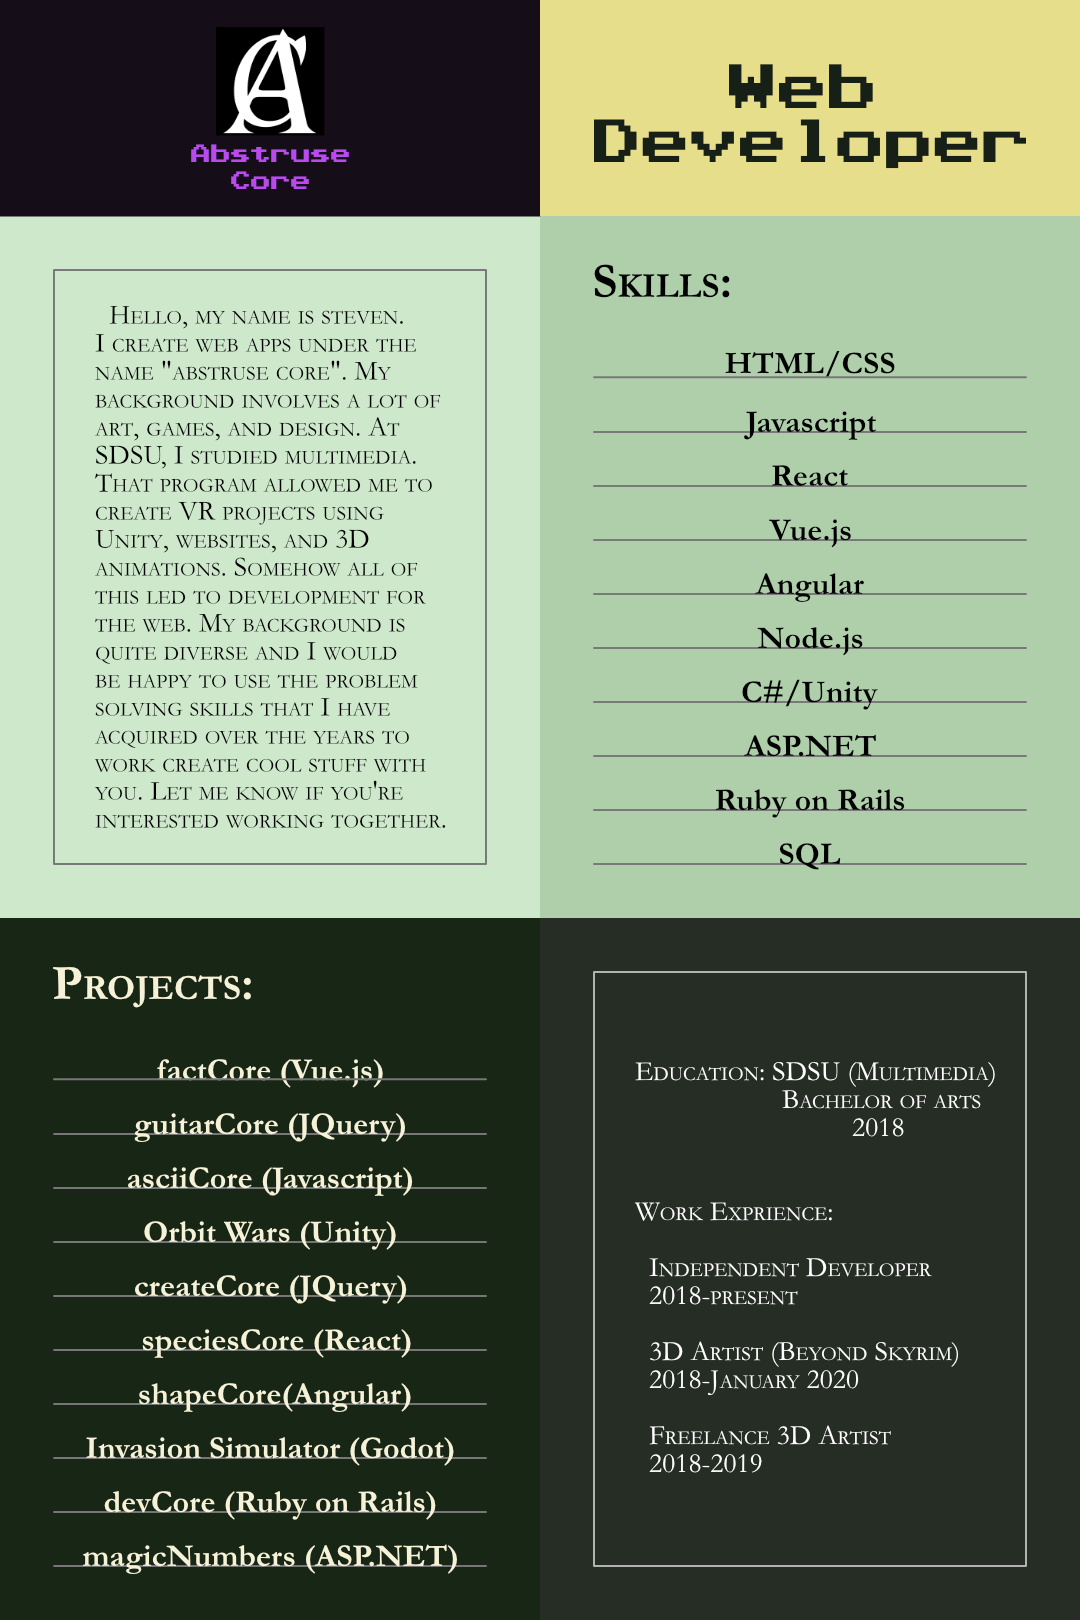 Abstruse
Core
Web
Developer
Hello, my name is steven.
I create web apps under the
name "abstruse core". My
background involves a lot of
art, games, and design. At
SDSU, I studied multimedia.
That program allowed me to
create VR projects using
Unity, websites, and 3D
animations. Somehow all of
this led to development for
the web. My background is
quite diverse and I would
be happy to use the problem
solving skills that I have
acquired over the years to
work create cool stuff with
you. Let me know if you're
interested working together.
Skills:
HTML/CSS
Javascript
React
Vue.js
Angular
Node.js
C#/Unity
ASP.NET
Ruby on Rails
SQL
Projects:
factCore (Vue.js)
guitarCore (JQuery)
asciiCore (Javascript)
Orbit Wars (Unity)
createCore (JQuery)
speciesCore (React)
shapeCore(Angular)
Invasion Simulator (Godot)
devCore (Ruby on Rails)
magicNumbers (ASP.NET)
Education: SDSU (Multimedia)
Bachelor of arts
2018
Work Exprience:
Independent Developer
2018-present
3D Artist (Beyond Skyrim)
2018-January 2020
Freelance 3D Artist
2018-2019